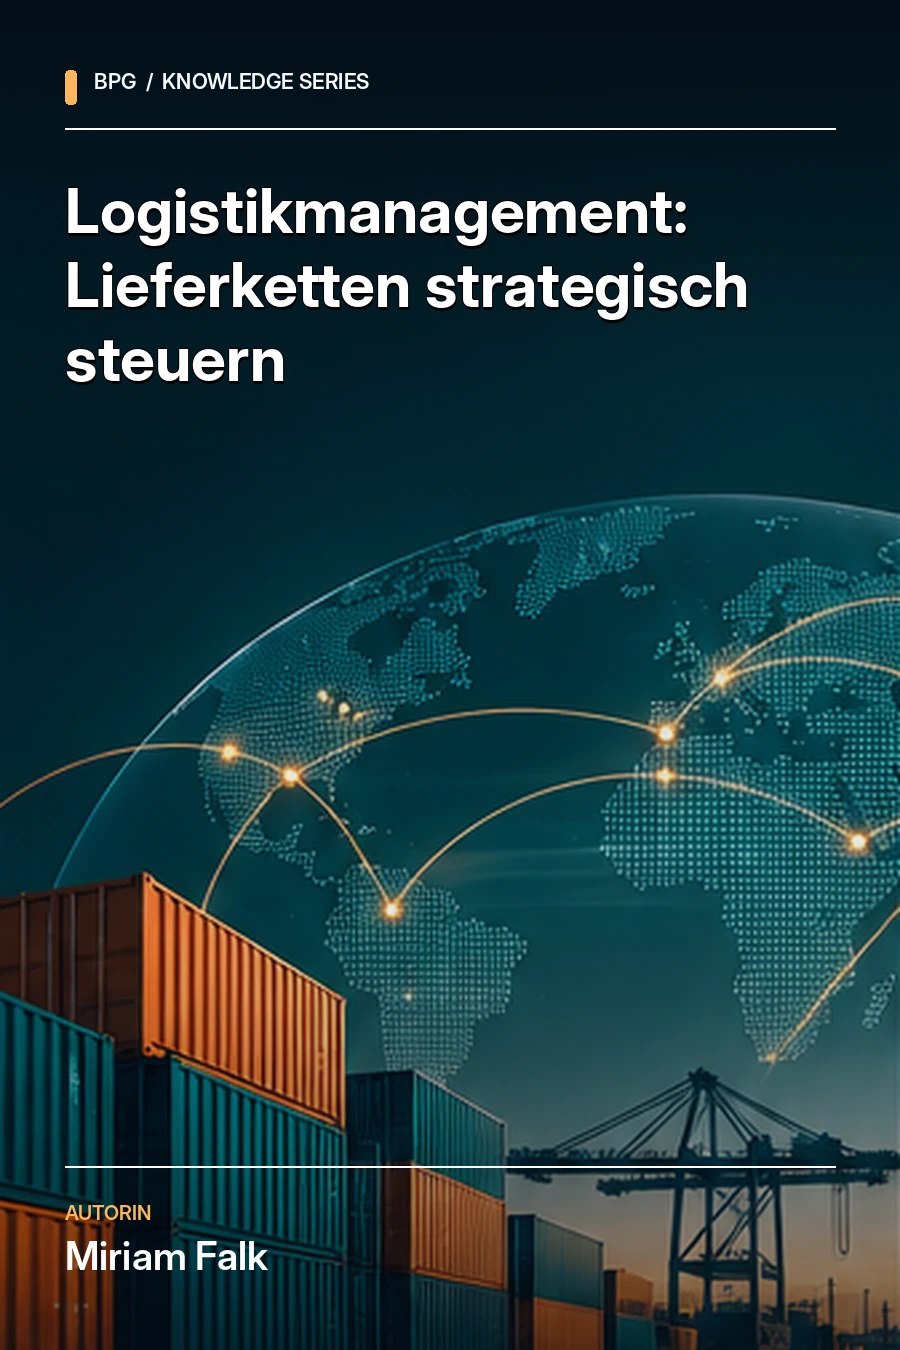 BPG / KNOWLEDGE SERIES
Logistikmanagement:
Lieferketten strategisch
steuern
AUTORIN
Miriam Falk